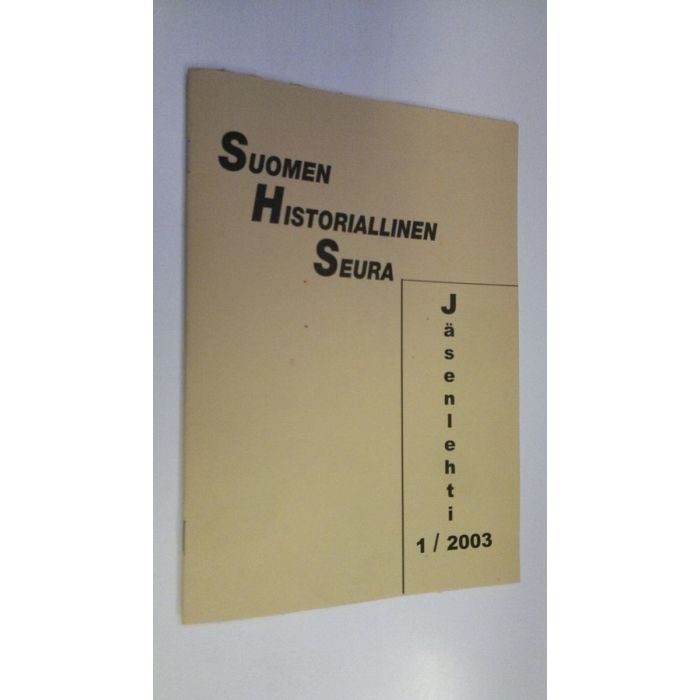 SUOMEN
HISTORIALLINEN
SEURA
Jäsenlehti
1/2003